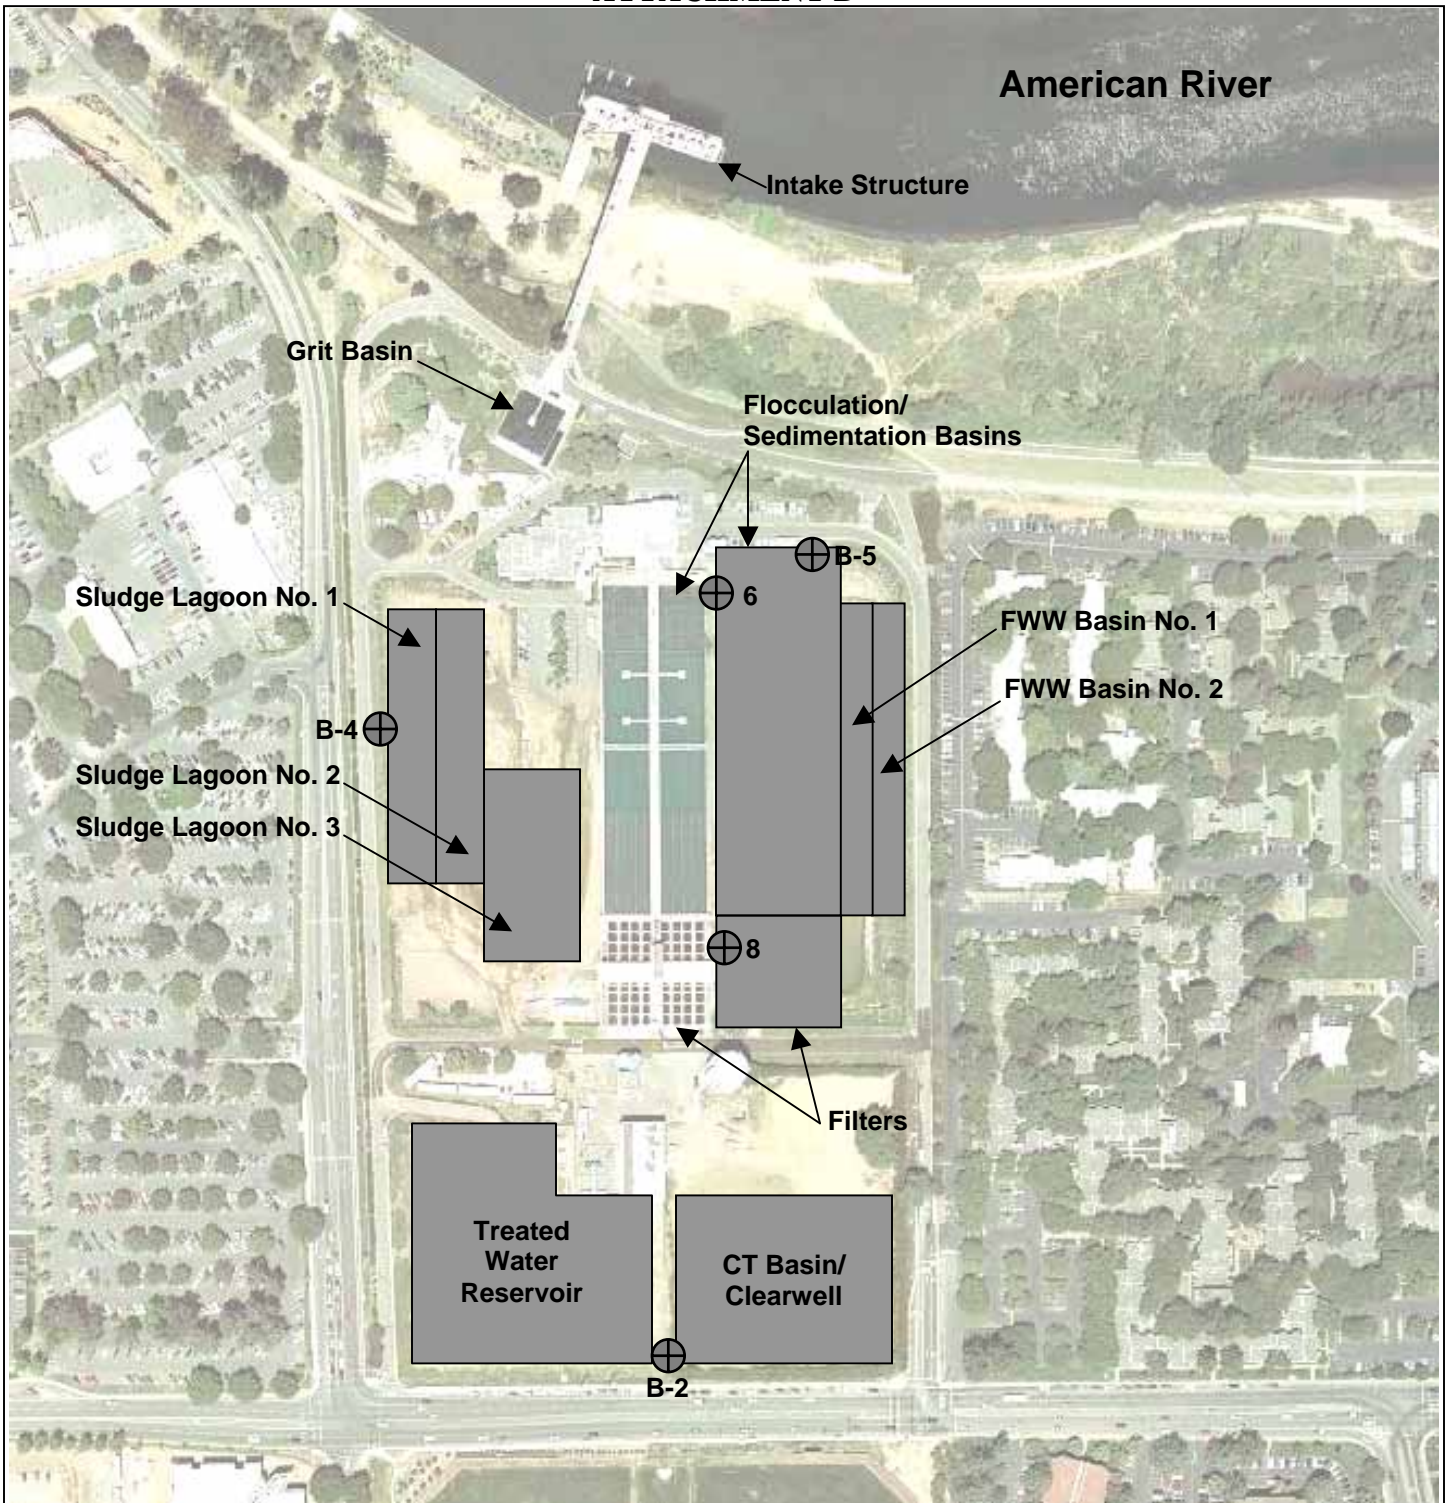 American River
Intake Structure
Grit Basin
Flocculation/
Sedimentation Basins
B-5
6
Sludge Lagoon No. 1
FWW Basin No. 1
FWW Basin No. 2
B-4
Sludge Lagoon No. 2
Sludge Lagoon No. 3
8
Filters
Treated
Water
Reservoir
CT Basin/
Clearwell
B-2